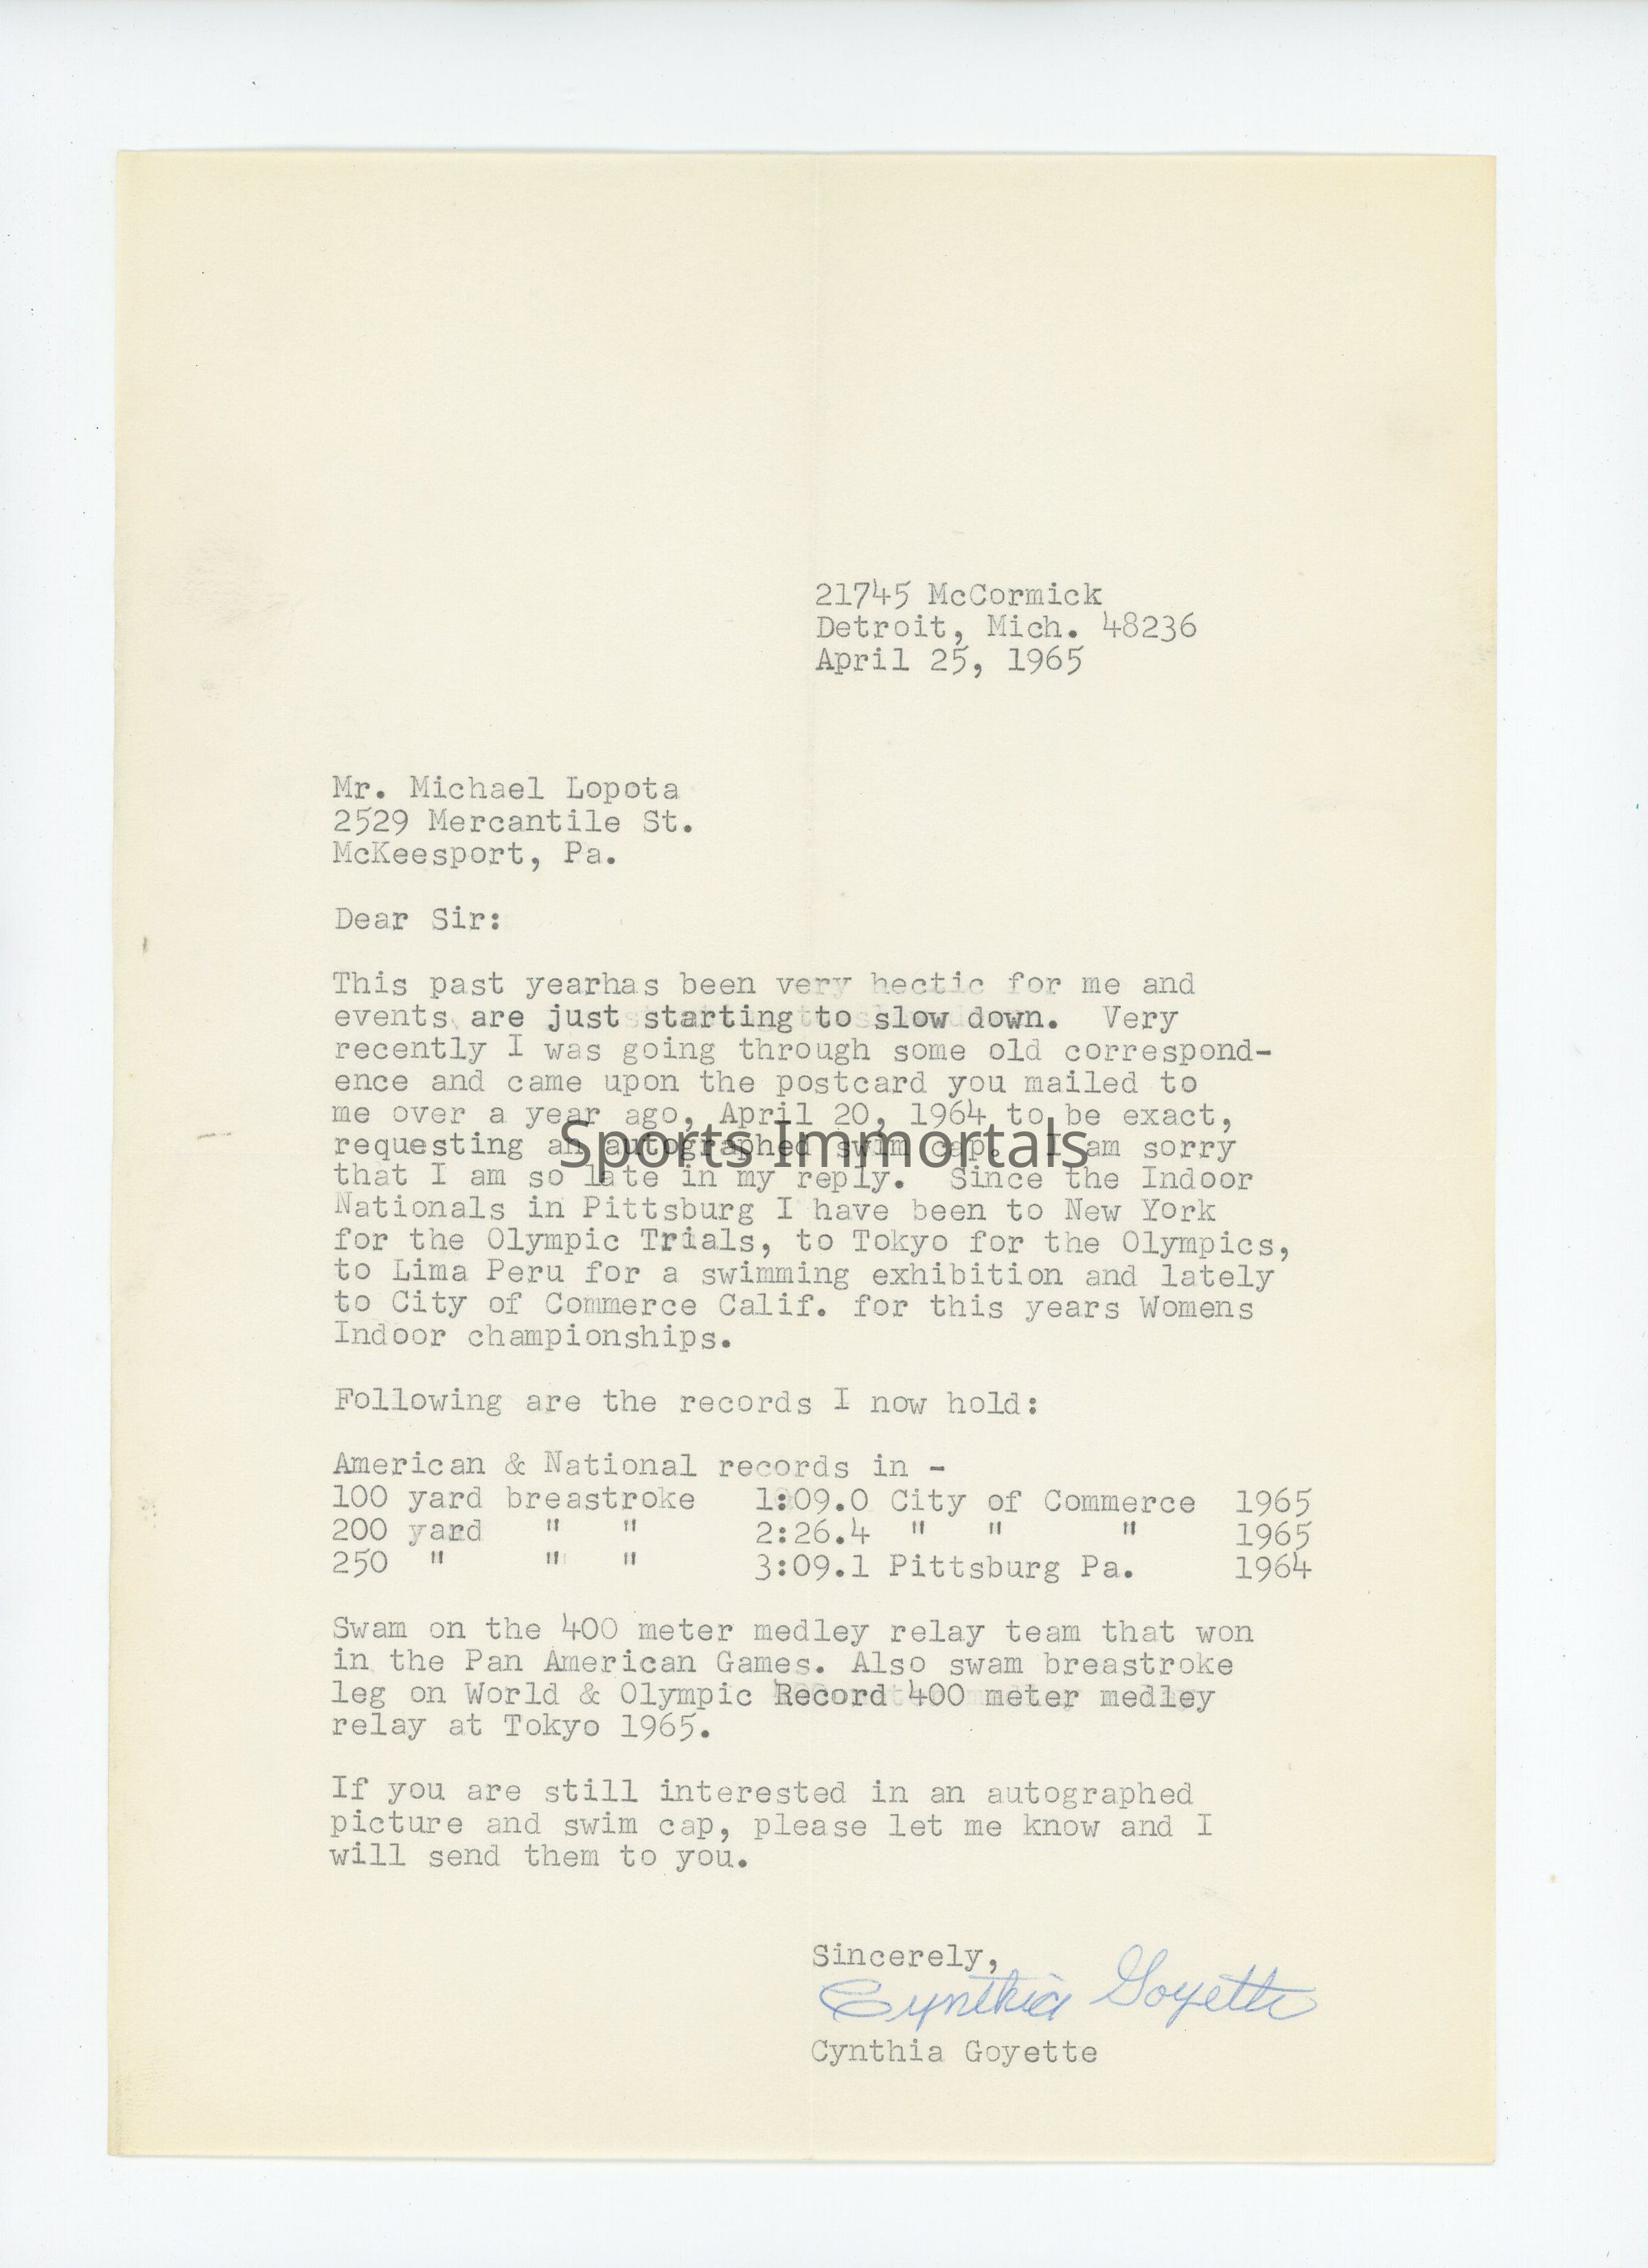 21745 McCormick
Detroit, Mich. 48236
April 25, 1965
Mr. Michael Lopota
2529 Mercantile St.
McKeesport, Pa.
Dear Sir:
This past yearhas been very hectic for me and
events are just starting to slow down.  Very
recently I was going through some old correspond-
ence and came upon the postcard you mailed to
me over a year ago, April 20, 1964 to be exact,
requesting an autographed swim cap.  I am sorry
Sports Immortals
that I am so late in my reply.  Since the Indoor
Nationals in Pittsburg I have been to New York
for the Olympic Trials, to Tokyo for the Olympics,
to Lima Peru for a swimming exhibition and lately
to City of Commerce Calif. for this years Womens
Indoor championships.
Following are the records I now hold:
American & National records in -
100 yard breastroke   1:09.0 City of Commerce  1965
200 yard   "   "      2:26.4  "   "      "     1965
250  "     "   "      3:09.1 Pittsburg Pa.     1964
Swam on the 400 meter medley relay team that won
in the Pan American Games. Also swam breastroke
leg on World & Olympic Record 400 meter medley
relay at Tokyo 1965.
If you are still interested in an autographed
picture and swim cap, please let me know and I
will send them to you.
Sincerely,
Cynthia Goyette
Cynthia Goyette